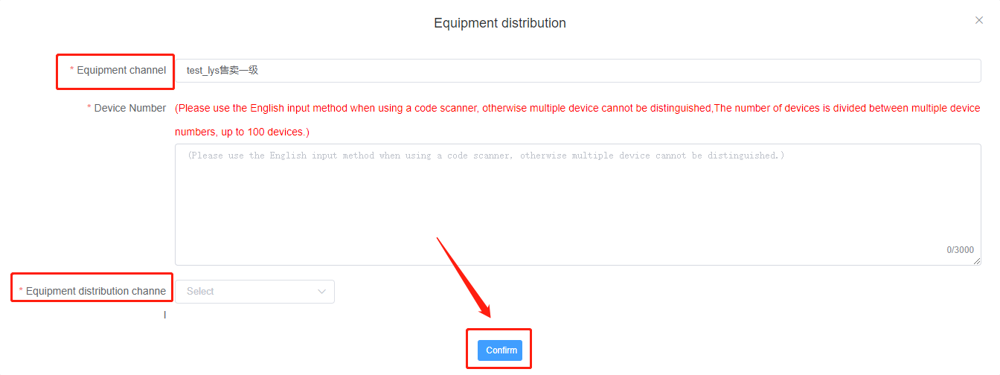 Equipment distribution
* Equipment channel
test_lys售卖一级
* Device Number
(Please use the English input method when using a code scanner, otherwise multiple device cannot be distinguished,The number of devices is divided between multiple device
numbers, up to 100 devices.)
(Please use the English input method when using a code scanner, otherwise multiple device cannot be distinguished.)
0/3000
* Equipment distribution channe
l
Select
Confirm